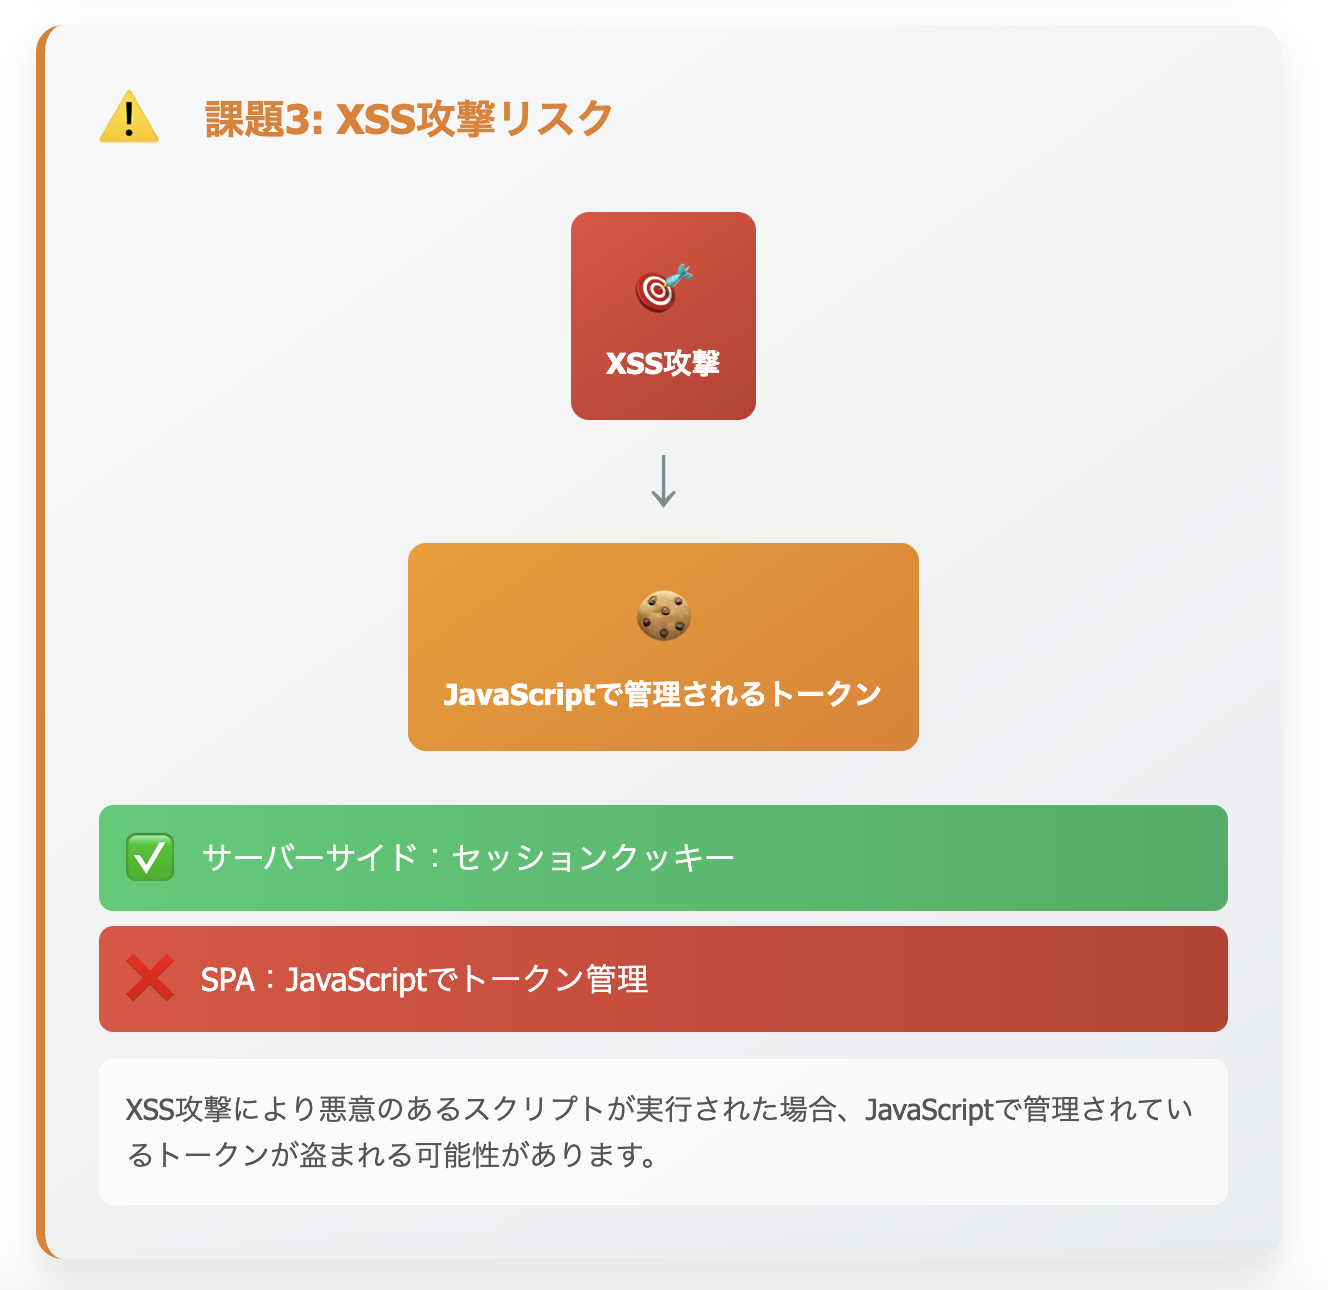 課題3: XSS攻撃リスク
XSS攻撃
JavaScriptで管理されるトークン
サーバーサイド：セッションクッキー
SPA：JavaScriptでトークン管理
XSS攻撃により悪意のあるスクリプトが実行された場合、JavaScriptで管理されてい
るトークンが盗まれる可能性があります。